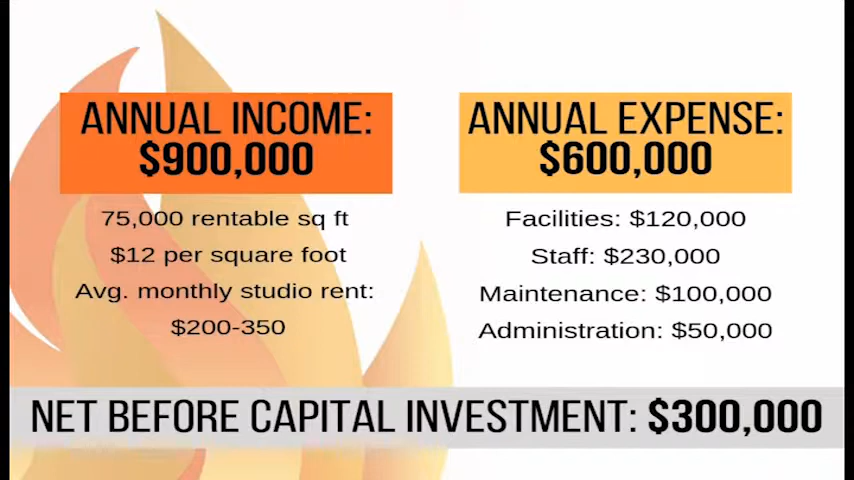 ANNUAL INCOME:
$900,000
75,000 rentable sq ft
$12 per square foot
Avg. monthly studio rent:
$200-350
ANNUAL EXPENSE:
$600,000
Facilities: $120,000
Staff: $230,000
Maintenance: $100,000
Administration: $50,000
NET BEFORE CAPITAL INVESTMENT: $300,000